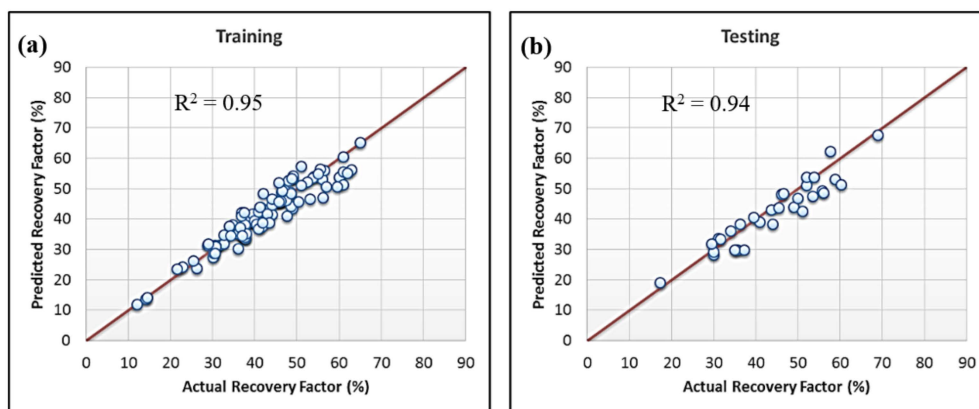 (a)
Training
R² = 0.95
Predicted Recovery Factor (%)
90
80
70
60
50
40
30
20
10
0
0 10 20 30 40 50 60 70 80 90
Actual Recovery Factor (%)
(b)
Testing
R² = 0.94
Predicted Recovery Factor (%)
90
80
70
60
50
40
30
20
10
0
0 10 20 30 40 50 60 70 80 90
Actual Recovery Factor (%)